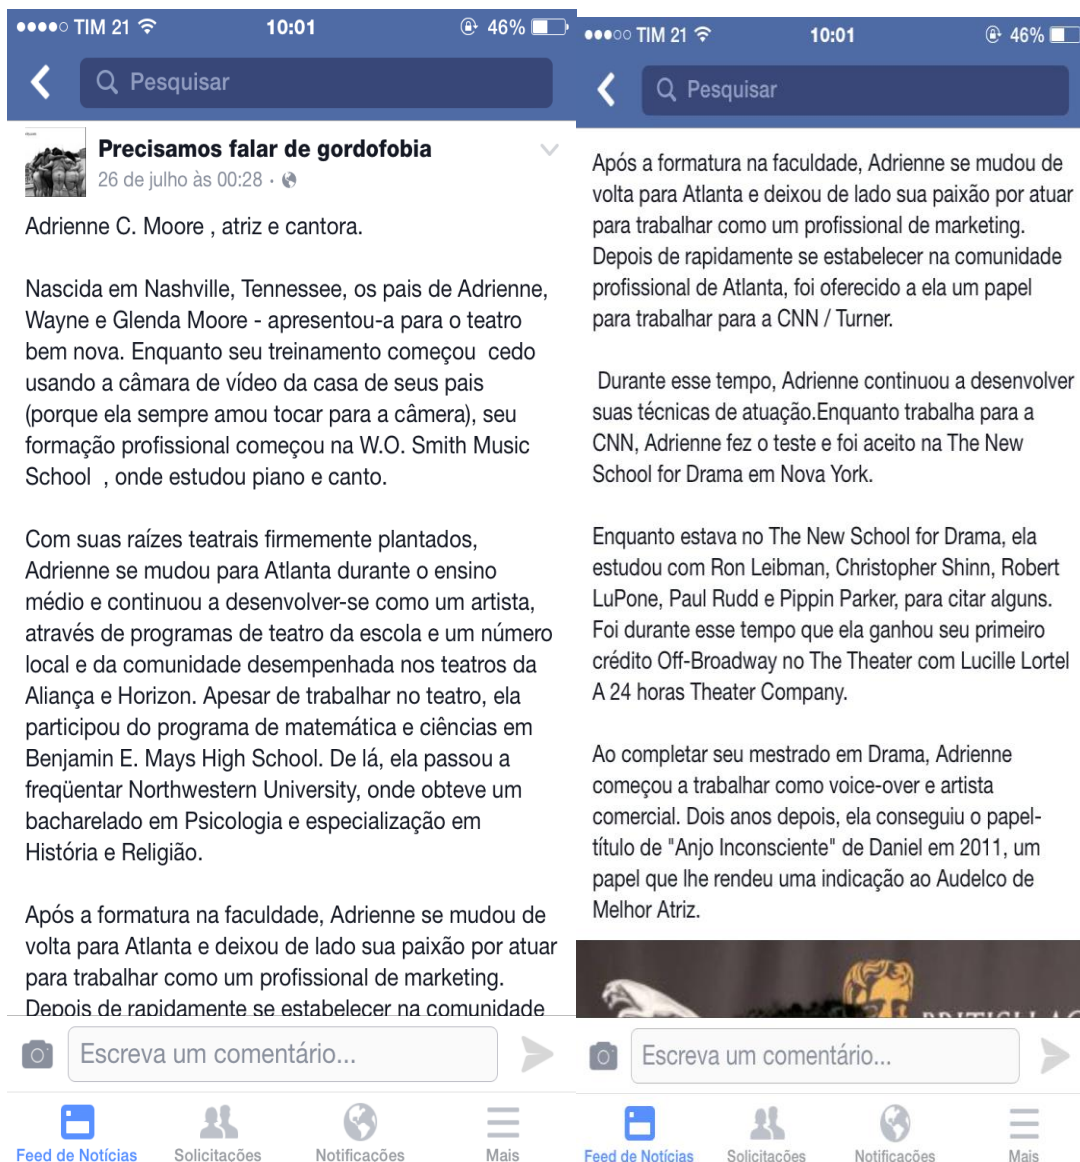 TIM 21 10:01 46%
Pesquisar
Precisamos falar de gordofobia
26 de julho às 00:28 ·
Adrienne C. Moore , atriz e cantora.
Nascida em Nashville, Tennessee, os pais de Adrienne,
Wayne e Glenda Moore - apresentou-a para o teatro
bem nova. Enquanto seu treinamento começou cedo
usando a câmara de vídeo da casa de seus pais
(porque ela sempre amou tocar para a câmera), seu
formação profissional começou na W.O. Smith Music
School , onde estudou piano e canto.
Com suas raízes teatrais firmemente plantados,
Adrienne se mudou para Atlanta durante o ensino
médio e continuou a desenvolver-se como um artista,
através de programas de teatro da escola e um número
local e da comunidade desempenhada nos teatros da
Aliança e Horizon. Apesar de trabalhar no teatro, ela
participou do programa de matemática e ciências em
Benjamin E. Mays High School. De lá, ela passou a
freqüentar Northwestern University, onde obteve um
bacharelado em Psicologia e especialização em
História e Religião.
Após a formatura na faculdade, Adrienne se mudou de
volta para Atlanta e deixou de lado sua paixão por atuar
para trabalhar como um profissional de marketing.
Depois de rapidamente se estabelecer na comunidade
Escreva um comentário...
Feed de Notícias Solicitações Notificações Mais
TIM 21 10:01 46%
Pesquisar
Após a formatura na faculdade, Adrienne se mudou de
volta para Atlanta e deixou de lado sua paixão por atuar
para trabalhar como um profissional de marketing.
Depois de rapidamente se estabelecer na comunidade
profissional de Atlanta, foi oferecido a ela um papel
para trabalhar para a CNN / Turner.
Durante esse tempo, Adrienne continuou a desenvolver
suas técnicas de atuação.Enquanto trabalha para a
CNN, Adrienne fez o teste e foi aceito na The New
School for Drama em Nova York.
Enquanto estava no The New School for Drama, ela
estudou com Ron Leibman, Christopher Shinn, Robert
LuPone, Paul Rudd e Pippin Parker, para citar alguns.
Foi durante esse tempo que ela ganhou seu primeiro
crédito Off-Broadway no The Theater com Lucille Lortel
A 24 horas Theater Company.
Ao completar seu mestrado em Drama, Adrienne
começou a trabalhar como voice-over e artista
comercial. Dois anos depois, ela conseguiu o papel-
título de "Anjo Inconsciente" de Daniel em 2011, um
papel que lhe rendeu uma indicação ao Audelco de
Melhor Atriz.
Escreva um comentário...
Feed de Notícias Solicitações Notificações Mais